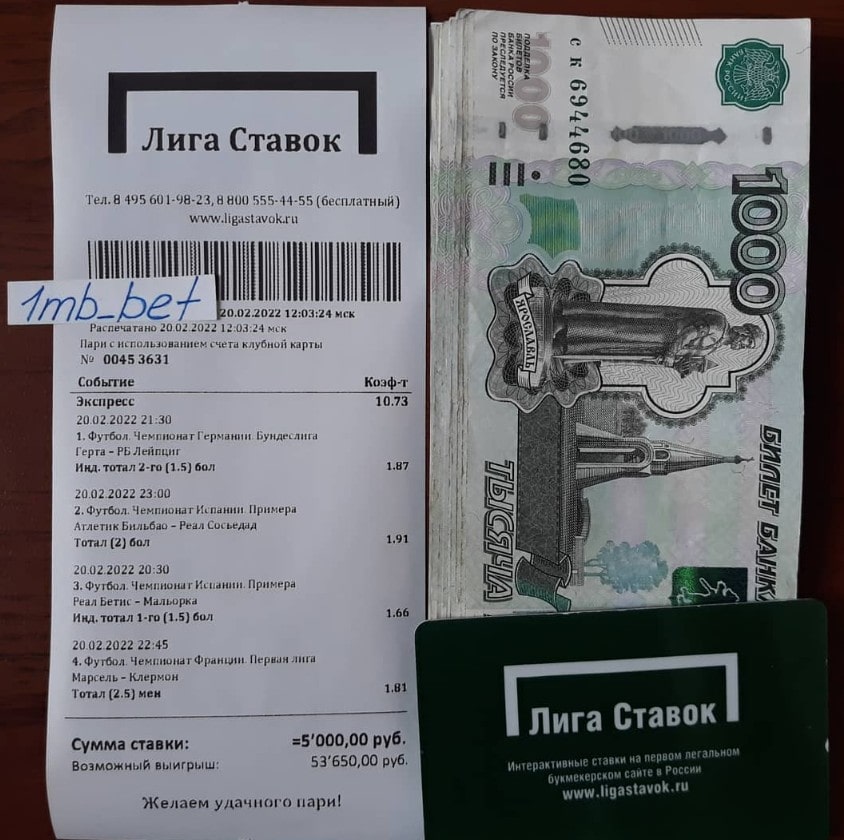 Лига Ставок
Тел. 8 495 601-98-23, 8 800 555-44-55 (бесплатный)
www.ligastavok.ru
1mb_bet
20.02.2022 12:03:24 мск
Распечатано 20.02.2022 12:03:24 мск
Пари с использованием счета клубной карты
№ 0045 3631
Событие Коэф-т
Экспресс 10.73
20.02.2022 21:30
1. Футбол. Чемпионат Германии. Бундеслига
Герта – РБ Лейпциг
Инд. тотал 2-го (1.5) бол 1.87
20.02.2022 23:00
2. Футбол. Чемпионат Испании. Примера
Атлетик Бильбао – Реал Сосьедад
Тотал (2) бол 1.91
20.02.2022 20:30
3. Футбол. Чемпионат Испании. Примера
Реал Бетис – Мальорка
Инд. тотал 1-го (1.5) бол 1.66
20.02.2022 22:45
4. Футбол. Чемпионат Франции. Первая лига
Марсель – Клермон
Тотал (2.5) мен 1.81
Сумма ставки: =5'000,00 руб.
Возможный выигрыш: 53'650,00 руб.
Желаем удачного пари!
ПОДДЕЛКА
БИЛЕТОВ
БАНКА РОССИИ
ПРЕСЛЕДУЕТСЯ
ПО ЗАКОНУ
1000
ск 6944680
БАНК РОССИИ
1000
ЯРОСЛАВЛЬ
БИЛЕТ БАНКА
ТЫСЯЧА
Лига Ставок
Интерактивные ставки на первом легальном
букмекерском сайте в России
www.ligastavok.ru